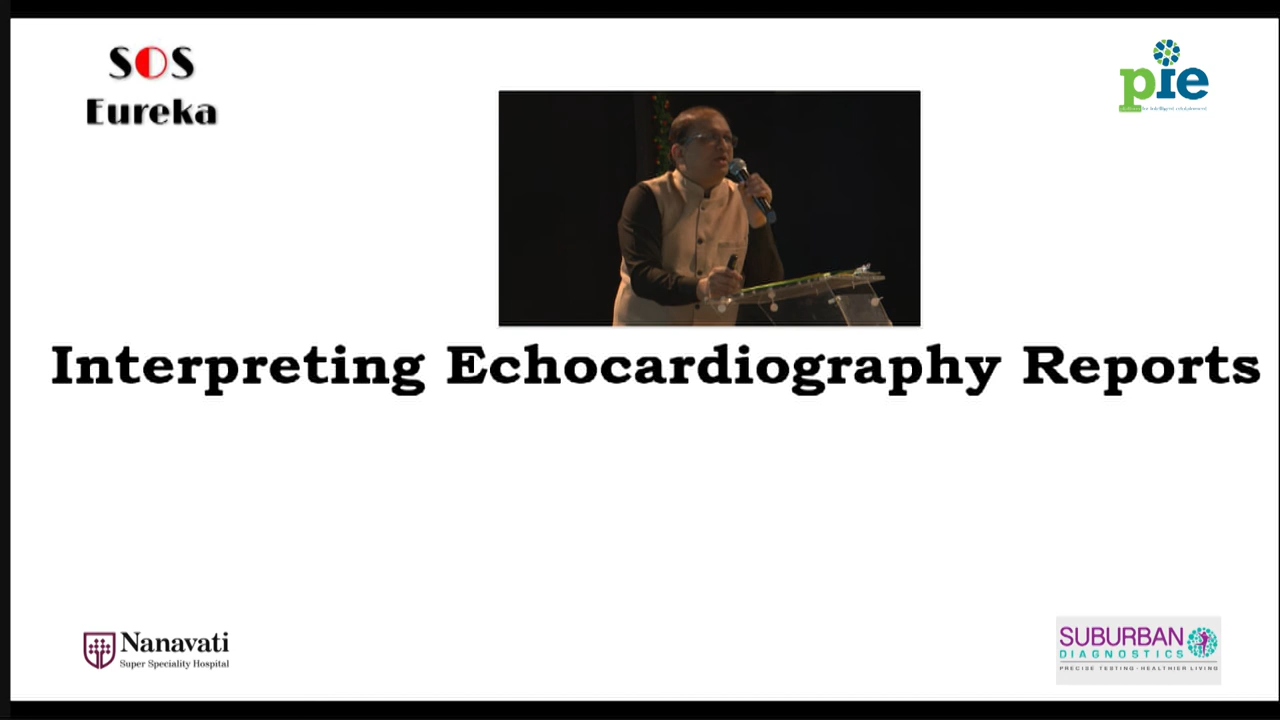 SOS
Eureka
pie
Interpreting Echocardiography Reports
Nanavati
Super Speciality Hospital
SUBURBAN
DIAGNOSTICS
PRECISE TESTING - HEALTHIER LIVING